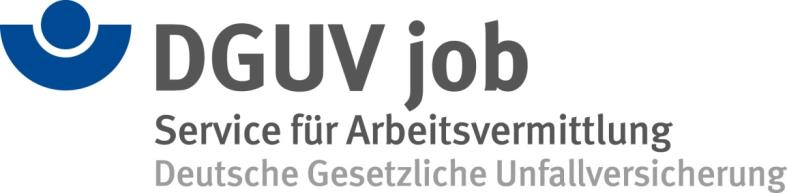 DGUV job
Service für Arbeitsvermittlung
Deutsche Gesetzliche Unfallversicherung